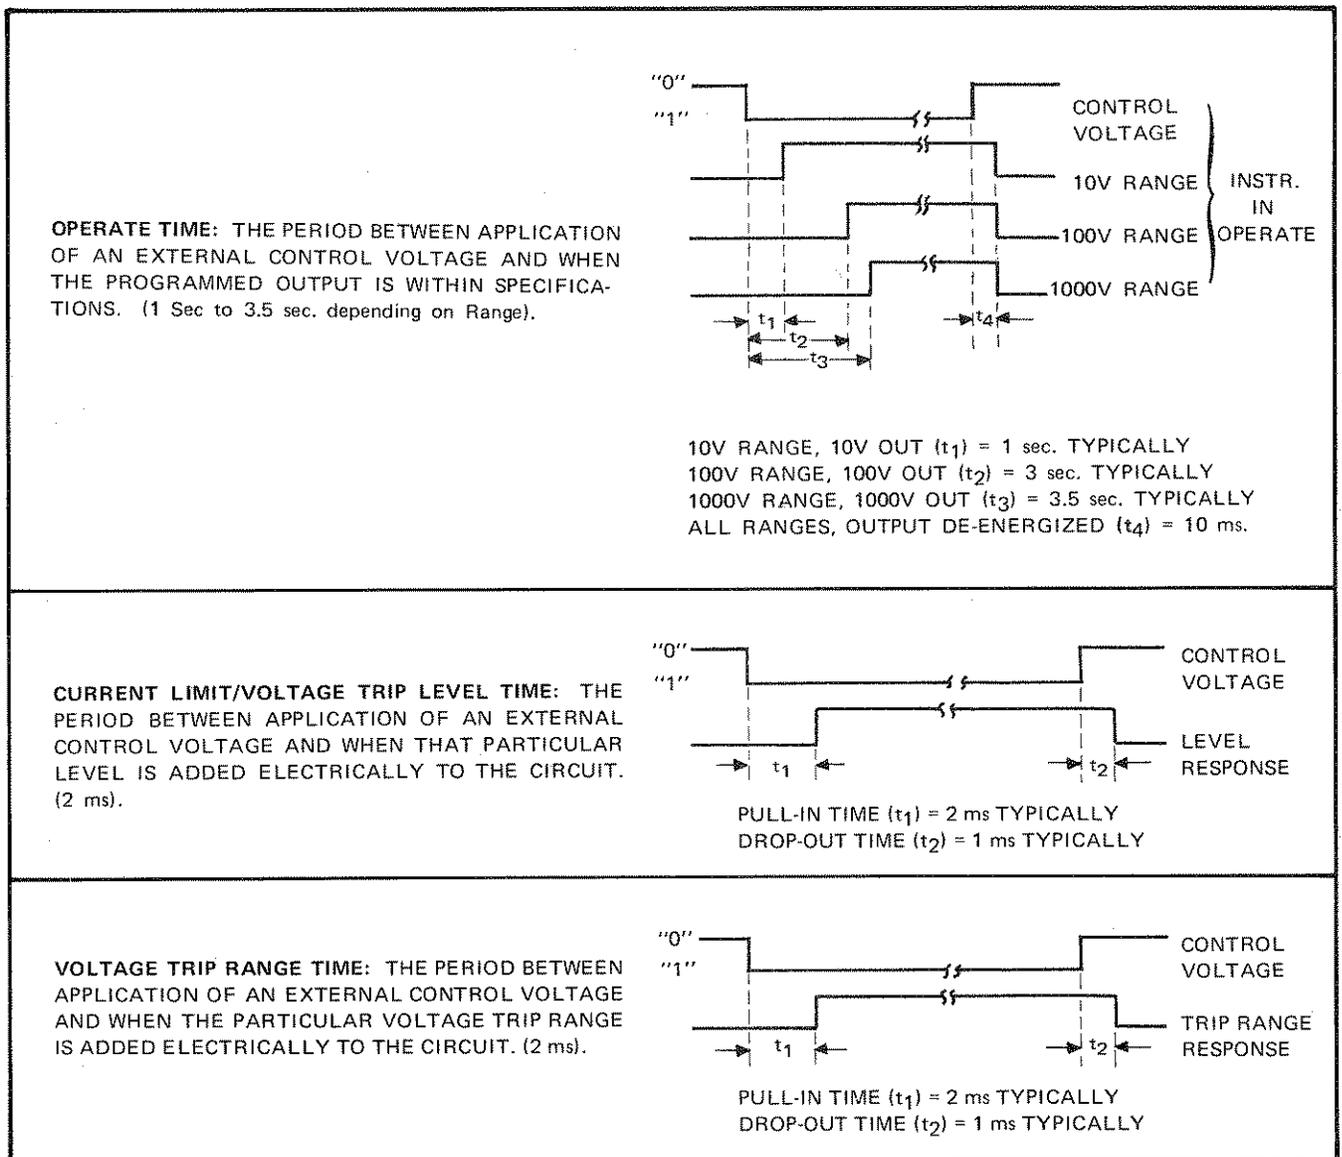 OPERATE TIME: THE PERIOD BETWEEN APPLICATION
OF AN EXTERNAL CONTROL VOLTAGE AND WHEN
THE PROGRAMMED OUTPUT IS WITHIN SPECIFICA-
TIONS. (1 Sec to 3.5 sec. depending on Range).
"0"
"1"
CONTROL
VOLTAGE
10V RANGE
100V RANGE
1000V RANGE
INSTR.
IN
OPERATE
t1
t2
t3
t4
10V RANGE, 10V OUT (t1) = 1 sec. TYPICALLY
100V RANGE, 100V OUT (t2) = 3 sec. TYPICALLY
1000V RANGE, 1000V OUT (t3) = 3.5 sec. TYPICALLY
ALL RANGES, OUTPUT DE-ENERGIZED (t4) = 10 ms.
CURRENT LIMIT/VOLTAGE TRIP LEVEL TIME: THE
PERIOD BETWEEN APPLICATION OF AN EXTERNAL
CONTROL VOLTAGE AND WHEN THAT PARTICULAR
LEVEL IS ADDED ELECTRICALLY TO THE CIRCUIT.
(2 ms).
"0"
"1"
CONTROL
VOLTAGE
LEVEL
RESPONSE
t1
t2
PULL-IN TIME (t1) = 2 ms TYPICALLY
DROP-OUT TIME (t2) = 1 ms TYPICALLY
VOLTAGE TRIP RANGE TIME: THE PERIOD BETWEEN
APPLICATION OF AN EXTERNAL CONTROL VOLTAGE
AND WHEN THE PARTICULAR VOLTAGE TRIP RANGE
IS ADDED ELECTRICALLY TO THE CIRCUIT. (2 ms).
"0"
"1"
CONTROL
VOLTAGE
TRIP RANGE
RESPONSE
t1
t2
PULL-IN TIME (t1) = 2 ms TYPICALLY
DROP-OUT TIME (t2) = 1 ms TYPICALLY